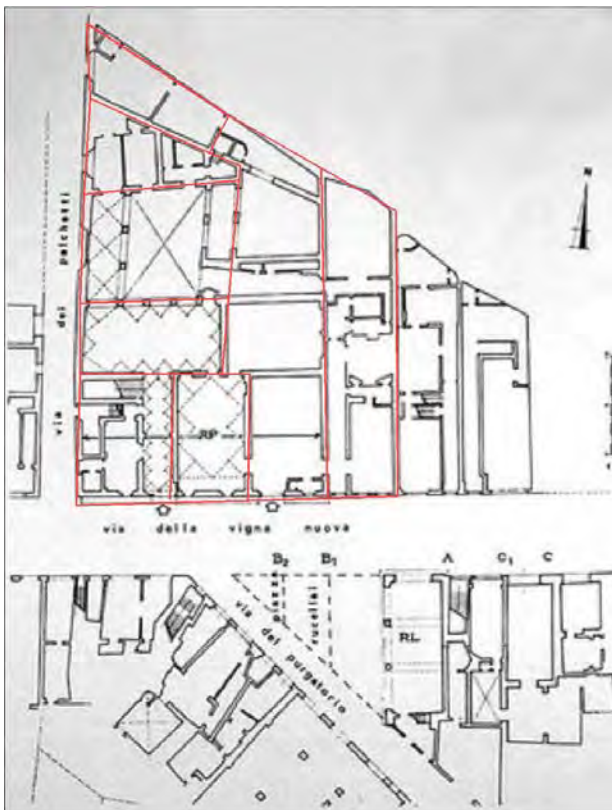 N
via dei palchetti
RP
via della vigna nuova
B2 B1 A C1 C
piazza
rucellai
via del purgatorio
RL